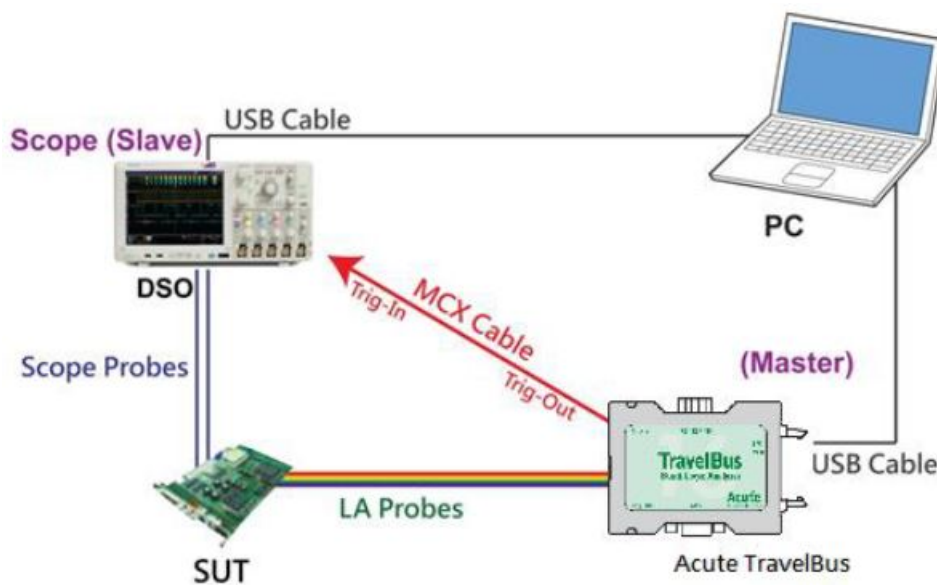 USB Cable
Scope (Slave)
PC
DSO
MCX Cable
Trig-In
Trig-Out
Scope Probes
(Master)
TravelBus
Acute
USB Cable
LA Probes
SUT
Acute TravelBus